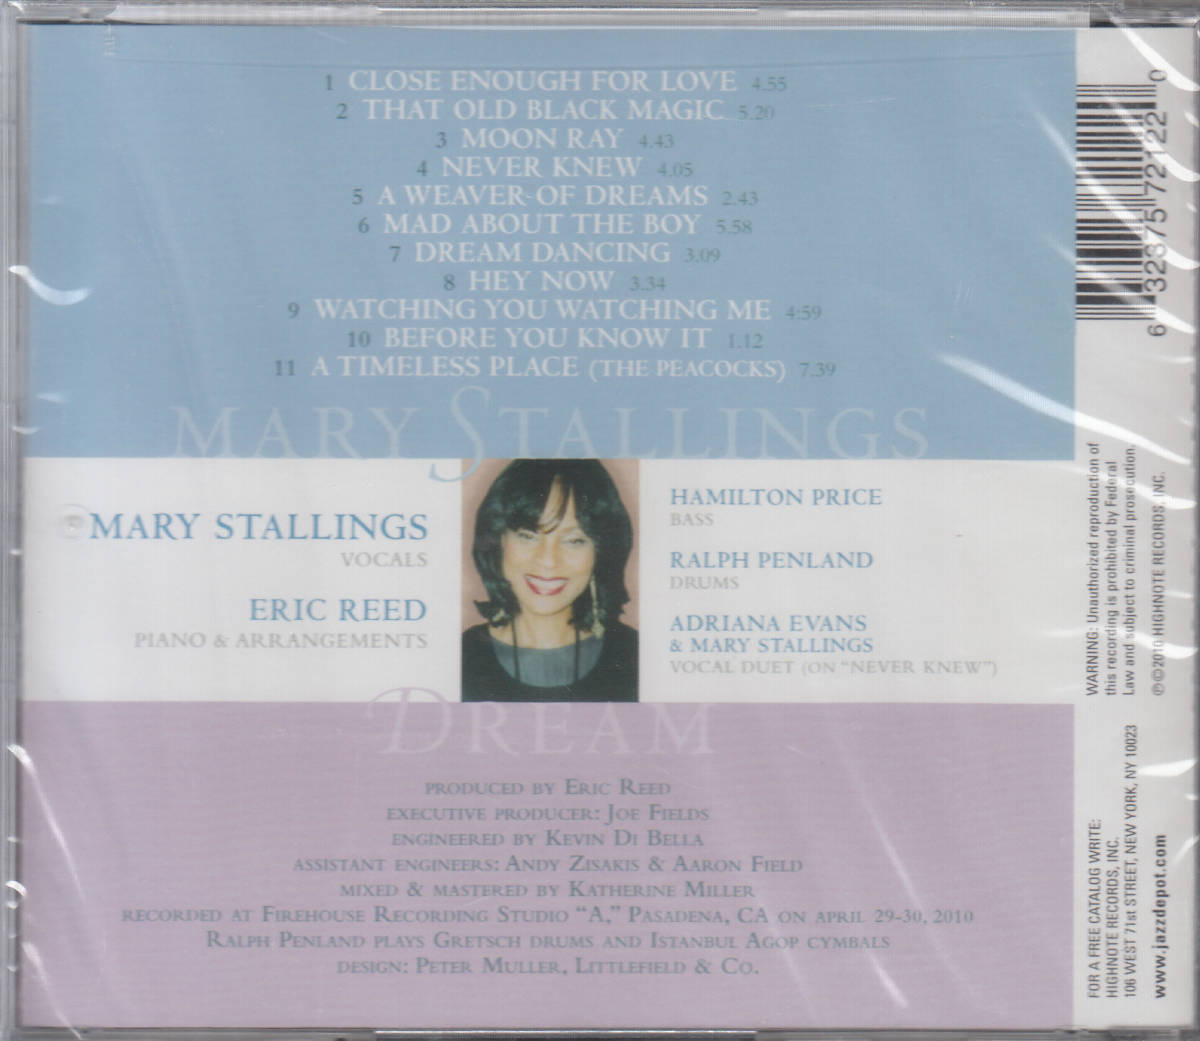 1 CLOSE ENOUGH FOR LOVE 4.55
2 THAT OLD BLACK MAGIC 5.20
3 MOON RAY 4.43
4 NEVER KNEW 4.05
5 A WEAVER OF DREAMS 2.43
6 MAD ABOUT THE BOY 5.58
7 DREAM DANCING 3.09
8 HEY NOW 3.34
9 WATCHING YOU WATCHING ME 4:59
10 BEFORE YOU KNOW IT 1.12
11 A TIMELESS PLACE (THE PEACOCKS) 7.39
MARY STALLINGS
MARY STALLINGS
VOCALS
ERIC REED
PIANO & ARRANGEMENTS
HAMILTON PRICE
BASS
RALPH PENLAND
DRUMS
ADRIANA EVANS
& MARY STALLINGS
VOCAL DUET (ON “NEVER KNEW”)
DREAM
PRODUCED BY ERIC REED
EXECUTIVE PRODUCER: JOE FIELDS
ENGINEERED BY KEVIN DI BELLA
ASSISTANT ENGINEERS: ANDY ZISAKIS & AARON FIELD
MIXED & MASTERED BY KATHERINE MILLER
RECORDED AT FIREHOUSE RECORDING STUDIO “A,” PASADENA, CA ON APRIL 29-30, 2010
RALPH PENLAND PLAYS GRETSCH DRUMS AND ISTANBUL AGOP CYMBALS
DESIGN: PETER MULLER, LITTLEFIELD & CO.
6 32375 72122 0
WARNING: Unauthorized reproduction of
this recording is prohibited by Federal
Law and subject to criminal prosecution.
℗©2010 HIGHNOTE RECORDS, INC.
FOR A FREE CATALOG WRITE:
HIGHNOTE RECORDS, INC.
106 WEST 71st STREET, NEW YORK, NY 10023
www.jazzdepot.com